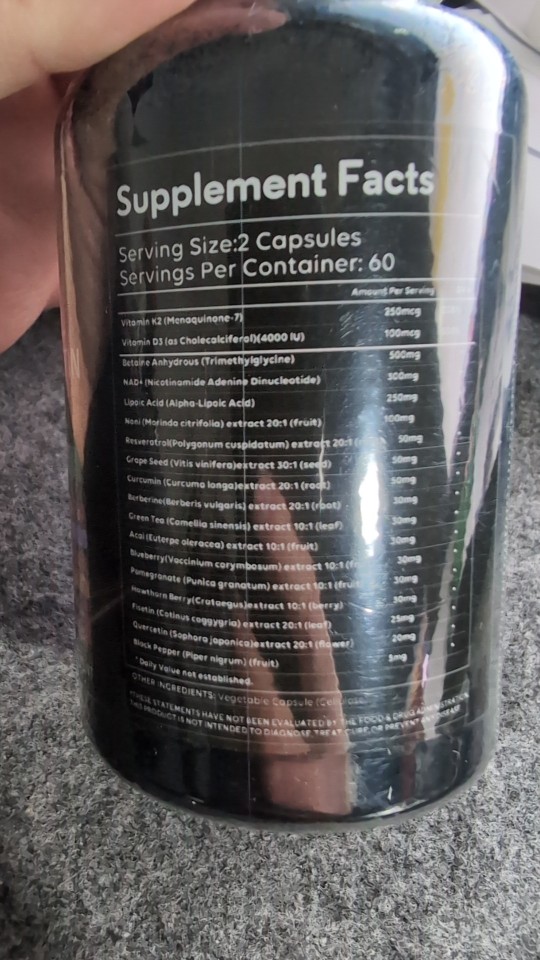 Supplement Facts
Serving Size:2 Capsules
Servings Per Container: 60
Amount Per Serving
Vitamin K2 (Menaquinone-7) 250mcg
Vitamin D3 (as Cholecalciferol)(4000 IU) 100mcg
Betaine Anhydrous (Trimethylglycine) 500mg
NAD+ (Nicotinamide Adenine Dinucleotide) 300mg
Lipoic Acid (Alpha-Lipoic Acid) 250mg
Noni (Morinda citrifolia) extract 20:1 (fruit) 100mg
Resveratrol(Polygonum cuspidatum) extract 20:1 50mg
Grape Seed (Vitis vinifera)extract 30:1 (seed) 50mg
Curcumin (Curcuma longa)extract 20:1 (root) 50mg
Berberine(Berberis vulgaris) extract 20:1 (root) 30mg
Green Tea (Camellia sinensis) extract 10:1 (leaf) 30mg
Acai (Euterpe oleracea) extract 10:1 (fruit) 30mg
Blueberry(Vaccinium corymbosum) extract 10:1 30mg
Pomegranate (Punica granatum) extract 10:1 (fruit 30mg
Hawthorn Berry(Crataegus)extract 10:1 (berry) 30mg
Fisetin (Cotinus coggygria) extract 20:1 (leaf) 25mg
Quercetin (Sophora japonica)extract 20:1 (flower) 20mg
Black Pepper (Piper nigrum) (fruit) 5mg
* Daily Value not established.
OTHER INGREDIENTS: Vegetable Capsule (Cellulose
*THESE STATEMENTS HAVE NOT BEEN EVALUATED BY THE FOOD & DRUG ADMINISTRATION.
THIS PRODUCT IS NOT INTENDED TO DIAGNOSE, TREAT, CURE, OR PREVENT ANY DISEASE.